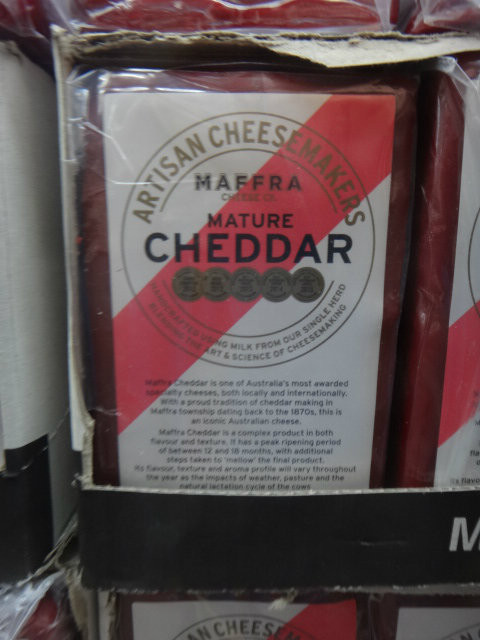 ARTISAN CHEESEMAKERS
MAFFRA
CHEESE CO.
MATURE
CHEDDAR
HANDCRAFTED USING MILK FROM OUR SINGLE HERD
THE ART & SCIENCE OF CHEESEMAKING
Maffra Cheddar is one of Australia's most awarded
specialty cheeses, both locally and internationally.
With a proud tradition of cheddar making in
Maffra township dating back to the 1870s, this is
an iconic Australian cheese.
Maffra Cheddar is a complex product in both
flavour and texture. It has a peak ripening period
of between 12 and 18 months, with additional
steps taken to 'mellow' the final product.
Its flavour, texture and aroma profile will vary throughout
the year as the impacts of weather, pasture and the
natural lactation cycle of the cows
M